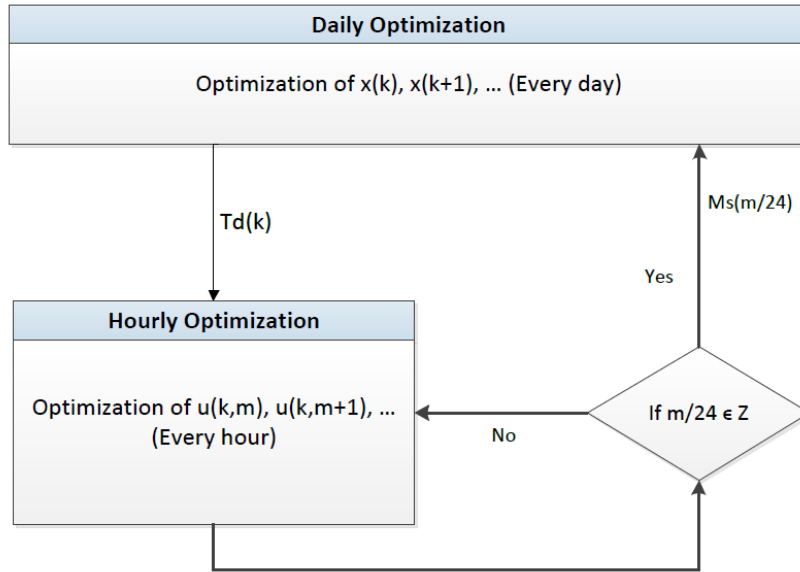 Daily Optimization
Optimization of x(k), x(k+1), ... (Every day)
Td(k)
Ms(m/24)
Yes
Hourly Optimization
Optimization of u(k,m), u(k,m+1), ...
(Every hour)
If m/24 ϵ Z
No